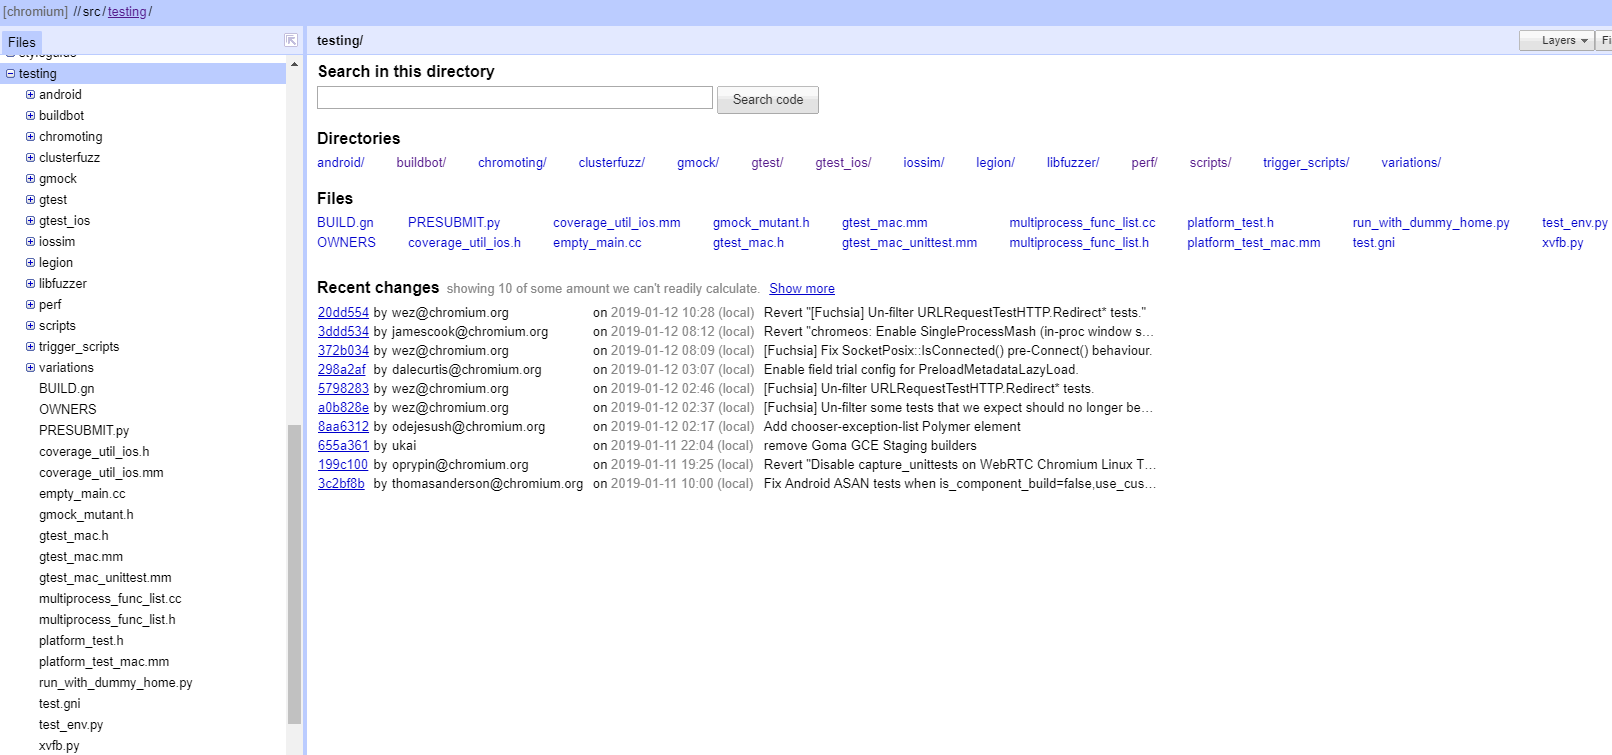 [chromium] // src / testing /
Files
styleguide
testing
android
buildbot
chromoting
clusterfuzz
gmock
gtest
gtest_ios
iossim
legion
libfuzzer
perf
scripts
trigger_scripts
variations
BUILD.gn
OWNERS
PRESUBMIT.py
coverage_util_ios.h
coverage_util_ios.mm
empty_main.cc
gmock_mutant.h
gtest_mac.h
gtest_mac.mm
gtest_mac_unittest.mm
multiprocess_func_list.cc
multiprocess_func_list.h
platform_test.h
platform_test_mac.mm
run_with_dummy_home.py
test.gni
test_env.py
xvfb.py
testing/
Layers
Fi
Search in this directory
Search code
Directories
android/ buildbot/ chromoting/ clusterfuzz/ gmock/ gtest/ gtest_ios/ iossim/ legion/ libfuzzer/ perf/ scripts/ trigger_scripts/ variations/
Files
BUILD.gn PRESUBMIT.py coverage_util_ios.mm gmock_mutant.h gtest_mac.mm multiprocess_func_list.cc platform_test.h run_with_dummy_home.py test_env.py
OWNERS coverage_util_ios.h empty_main.cc gtest_mac.h gtest_mac_unittest.mm multiprocess_func_list.h platform_test_mac.mm test.gni xvfb.py
Recent changes showing 10 of some amount we can't readily calculate. Show more
20dd554 by wez@chromium.org on 2019-01-12 10:28 (local) Revert "[Fuchsia] Un-filter URLRequestTestHTTP.Redirect* tests."
3ddd534 by jamescook@chromium.org on 2019-01-12 08:12 (local) Revert "chromeos: Enable SingleProcessMash (in-proc window s...
372b034 by wez@chromium.org on 2019-01-12 08:09 (local) [Fuchsia] Fix SocketPosix::IsConnected() pre-Connect() behaviour.
298a2af by dalecurtis@chromium.org on 2019-01-12 03:07 (local) Enable field trial config for PreloadMetadataLazyLoad.
5798283 by wez@chromium.org on 2019-01-12 02:46 (local) [Fuchsia] Un-filter URLRequestTestHTTP.Redirect* tests.
a0b828e by wez@chromium.org on 2019-01-12 02:37 (local) [Fuchsia] Un-filter some tests that we expect should no longer be...
8aa6312 by odejesush@chromium.org on 2019-01-12 02:17 (local) Add chooser-exception-list Polymer element
655a361 by ukai on 2019-01-11 22:04 (local) remove Goma GCE Staging builders
199c100 by oprypin@chromium.org on 2019-01-11 19:25 (local) Revert "Disable capture_unittests on WebRTC Chromium Linux T...
3c2bf8b by thomasanderson@chromium.org on 2019-01-11 10:00 (local) Fix Android ASAN tests when is_component_build=false,use_cus...